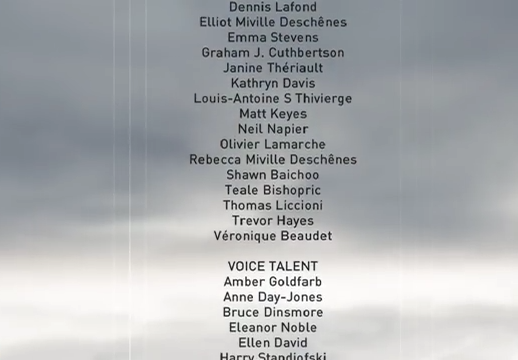 Dennis Lafond
Elliot Miville Deschênes
Emma Stevens
Graham J. Cuthbertson
Janine Thériault
Kathryn Davis
Louis-Antoine S Thivierge
Matt Keyes
Neil Napier
Olivier Lamarche
Rebecca Miville Deschênes
Shawn Baichoo
Teale Bishopric
Thomas Liccioni
Trevor Hayes
Véronique Beaudet
VOICE TALENT
Amber Goldfarb
Anne Day-Jones
Bruce Dinsmore
Eleanor Noble
Ellen David
Harry Standjofski